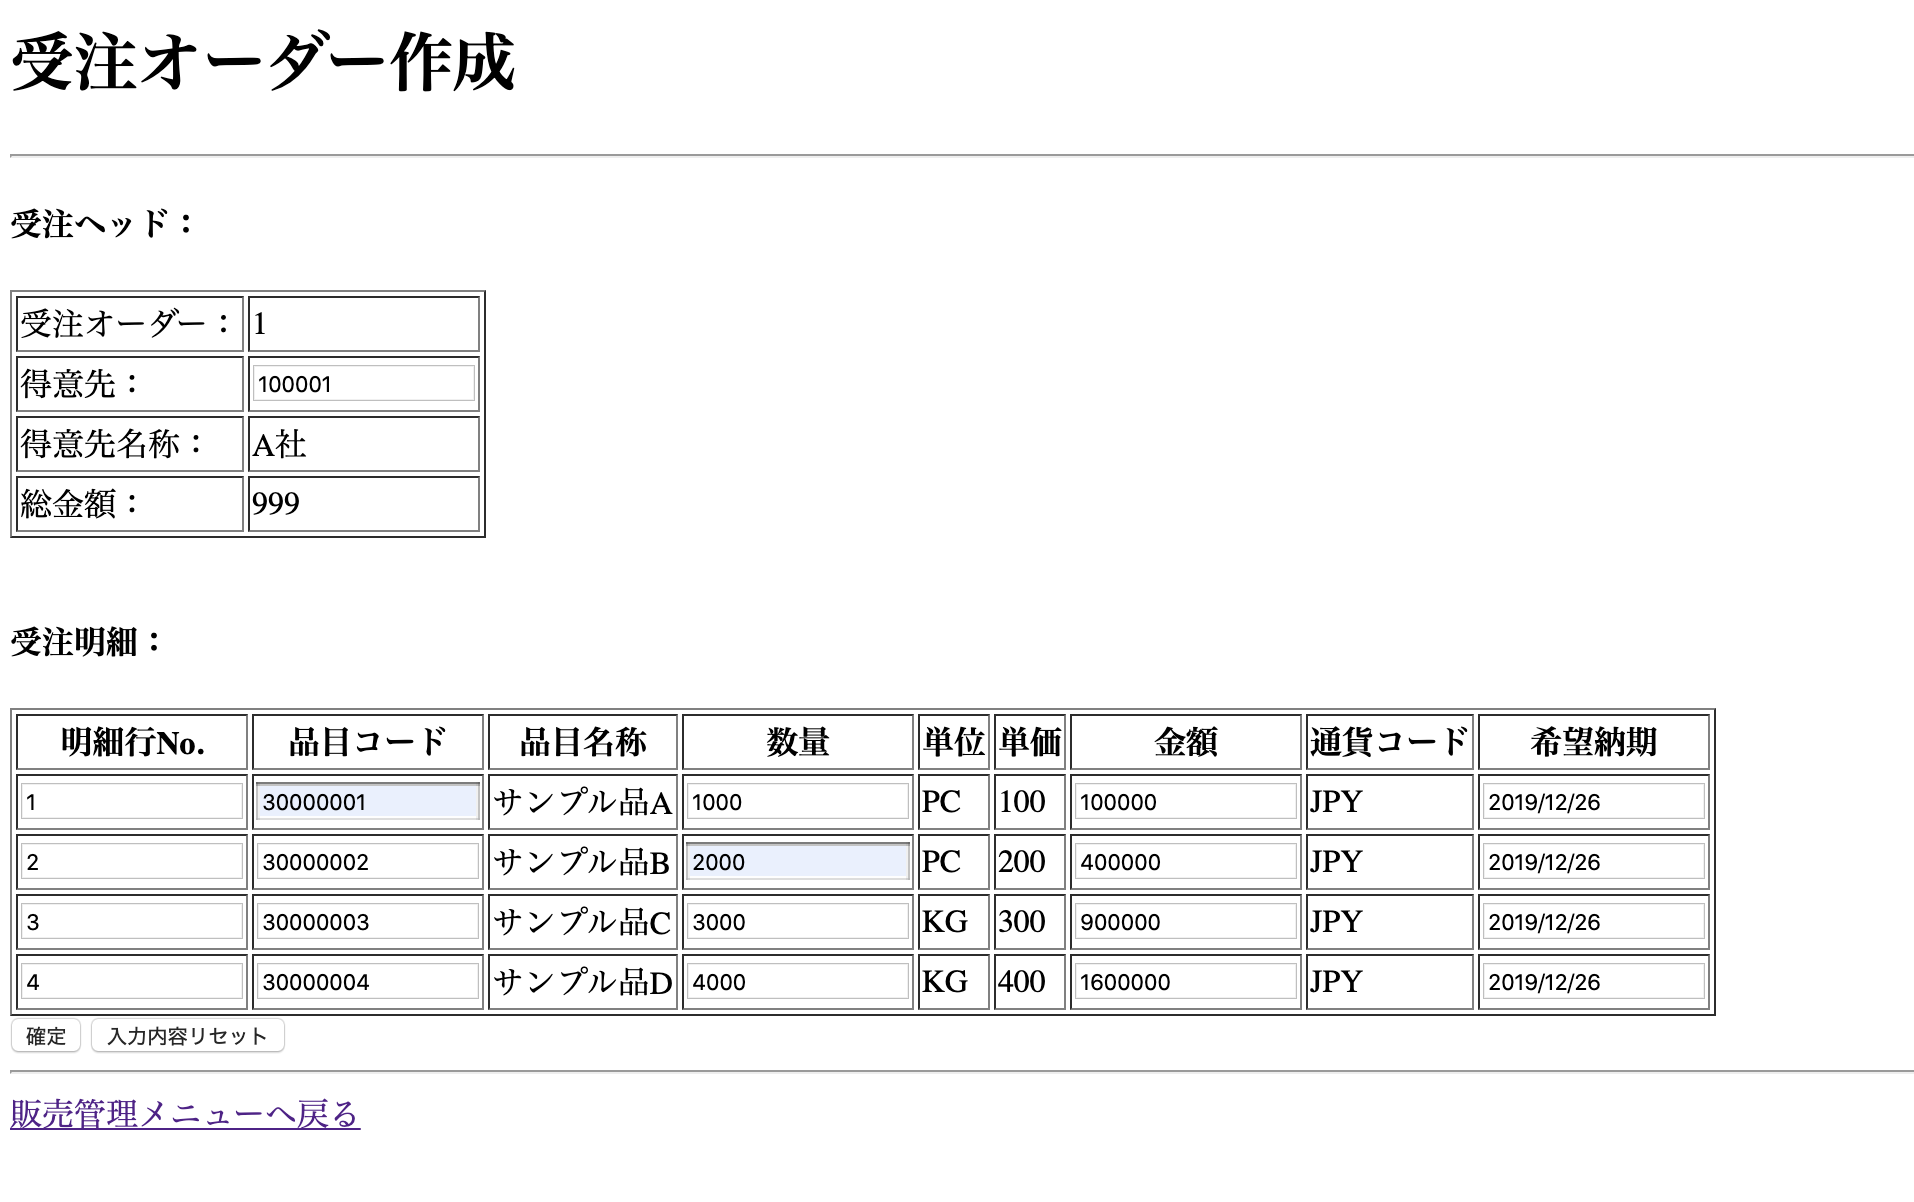 受注オーダー作成
受注ヘッド：
受注オーダー： 1
得意先： 100001
得意先名称： A社
総金額： 999
受注明細：
明細行No. 品目コード 品目名称 数量 単位 単価 金額 通貨コード 希望納期
1 30000001 サンプル品A 1000 PC 100 100000 JPY 2019/12/26
2 30000002 サンプル品B 2000 PC 200 400000 JPY 2019/12/26
3 30000003 サンプル品C 3000 KG 300 900000 JPY 2019/12/26
4 30000004 サンプル品D 4000 KG 400 1600000 JPY 2019/12/26
確定 入力内容リセット
販売管理メニューへ戻る